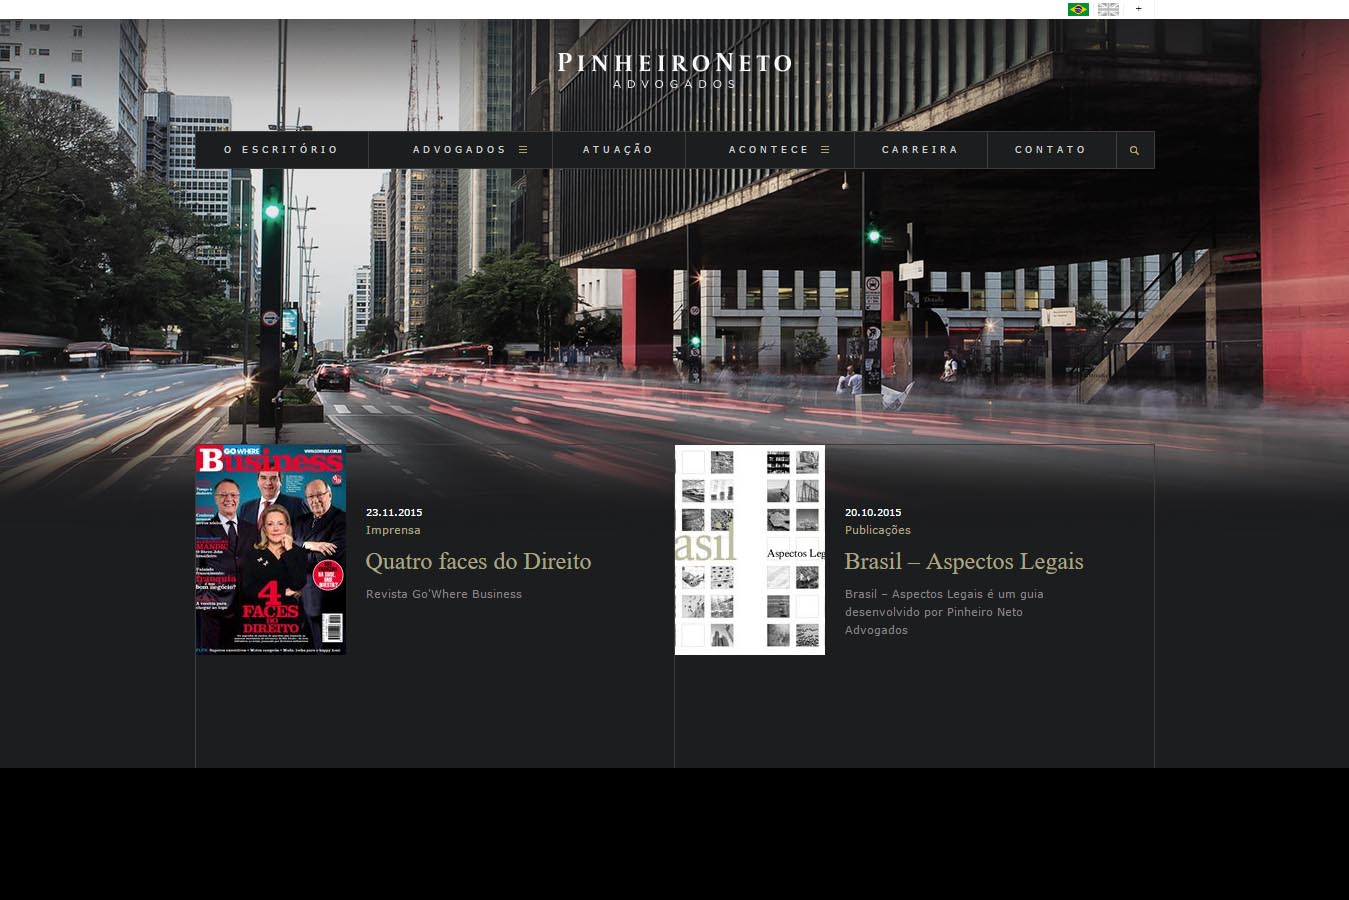 +
PINHEIRONETO
ADVOGADOS
O ESCRITÓRIO
ADVOGADOS
ATUAÇÃO
ACONTECE
CARREIRA
CONTATO
GO WHERE
Business
4
FACES
DO
DIREITO
23.11.2015
Imprensa
Quatro faces do Direito
Revista Go'Where Business
asil
Aspectos Leg
20.10.2015
Publicações
Brasil – Aspectos Legais
Brasil – Aspectos Legais é um guia
desenvolvido por Pinheiro Neto
Advogados